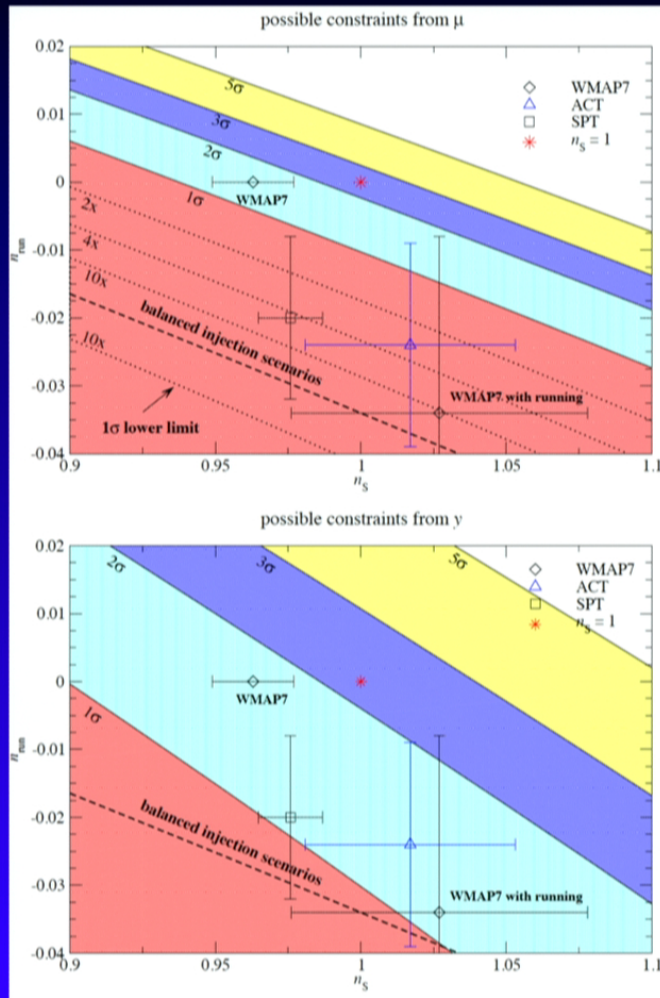 possible constraints from μ
0.02
0.01
0
-0.01
-0.02
-0.03
-0.04
n_run
5σ
3σ
2σ
1σ
2x
4x
10x
10x
WMAP7
ACT
SPT
n_S = 1
WMAP7
balanced injection scenarios
WMAP7 with running
1σ lower limit
0.9
0.95
1
1.05
1.1
n_S
possible constraints from y
0.02
0.01
0
-0.01
-0.02
-0.03
-0.04
n_run
2σ
3σ
5σ
1σ
WMAP7
ACT
SPT
n_S = 1
WMAP7
balanced injection scenarios
WMAP7 with running
0.9
0.95
1
1.05
1.1
n_S